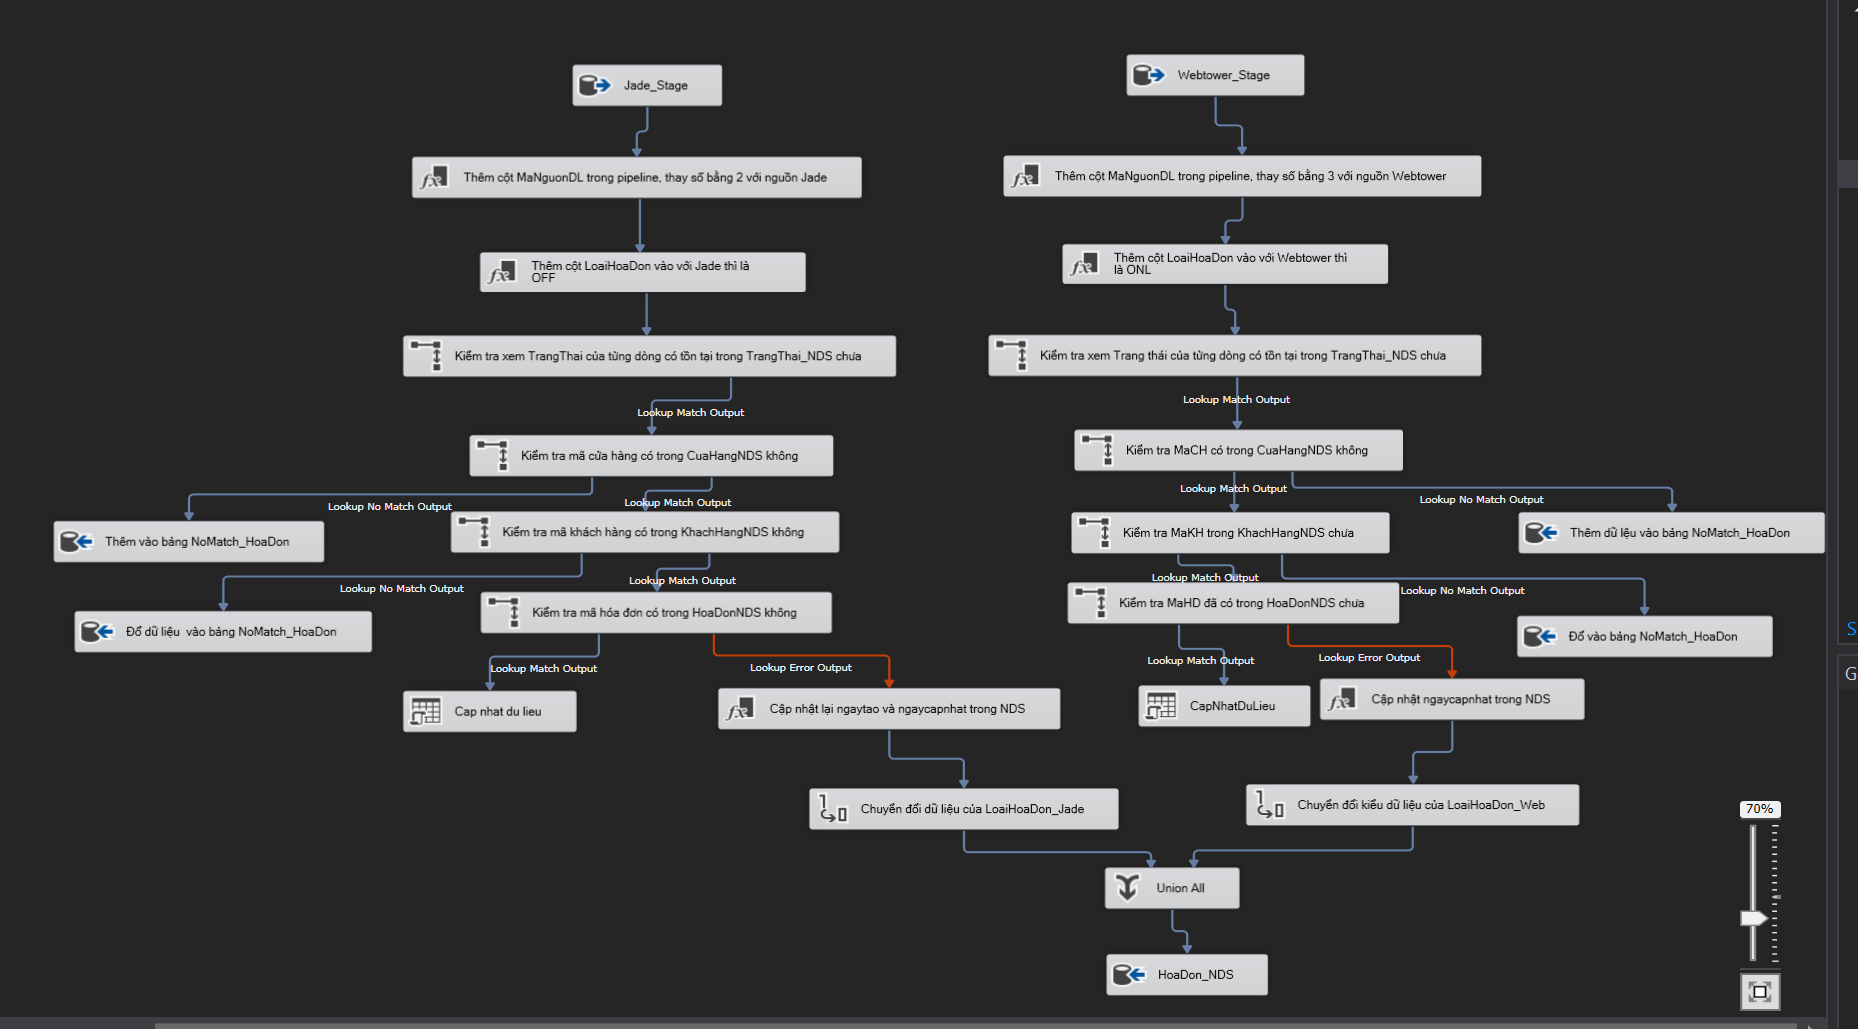 Jade_Stage
Webtower_Stage
Thêm cột MaNguonDL trong pipeline, thay số bằng 2 với nguồn Jade
Thêm cột MaNguonDL trong pipeline, thay số bằng 3 với nguồn Webtower
Thêm cột LoaiHoaDon vào với Jade thì là
OFF
Thêm cột LoaiHoaDon vào với Webtower thì
là ONL
Kiểm tra xem TrangThai của từng dòng có tồn tại trong TrangThai_NDS chưa
Kiểm tra xem Trang thái của từng dòng có tồn tại trong TrangThai_NDS chưa
Lookup Match Output
Lookup Match Output
Kiểm tra mã cửa hàng có trong CuaHangNDS không
Kiểm tra MaCH có trong CuaHangNDS không
Lookup No Match Output
Lookup Match Output
Lookup Match Output
Lookup No Match Output
Thêm vào bảng NoMatch_HoaDon
Kiểm tra mã khách hàng có trong KhachHangNDS không
Kiểm tra MaKH trong KhachHangNDS chưa
Thêm dữ lệu vào bảng NoMatch_HoaDon
Lookup No Match Output
Lookup Match Output
Lookup Match Output
Lookup No Match Output
Đổ dữ liệu  vào bảng NoMatch_HoaDon
Kiểm tra mã hóa đơn có trong HoaDonNDS không
Kiểm tra MaHD đã có trong HoaDonNDS chưa
Đổ vào bảng NoMatch_HoaDon
S
Lookup Match Output
Lookup Error Output
Lookup Match Output
Lookup Error Output
G
Cap nhat du lieu
Cập nhật lại ngaytao và ngaycapnhat trong NDS
CapNhatDuLieu
Cập nhật ngaycapnhat trong NDS
Chuyển đổi dữ liệu của LoaiHoaDon_Jade
Chuyển đổi kiểu dữ liệu của LoaiHoaDon_Web
70%
Union All
HoaDon_NDS